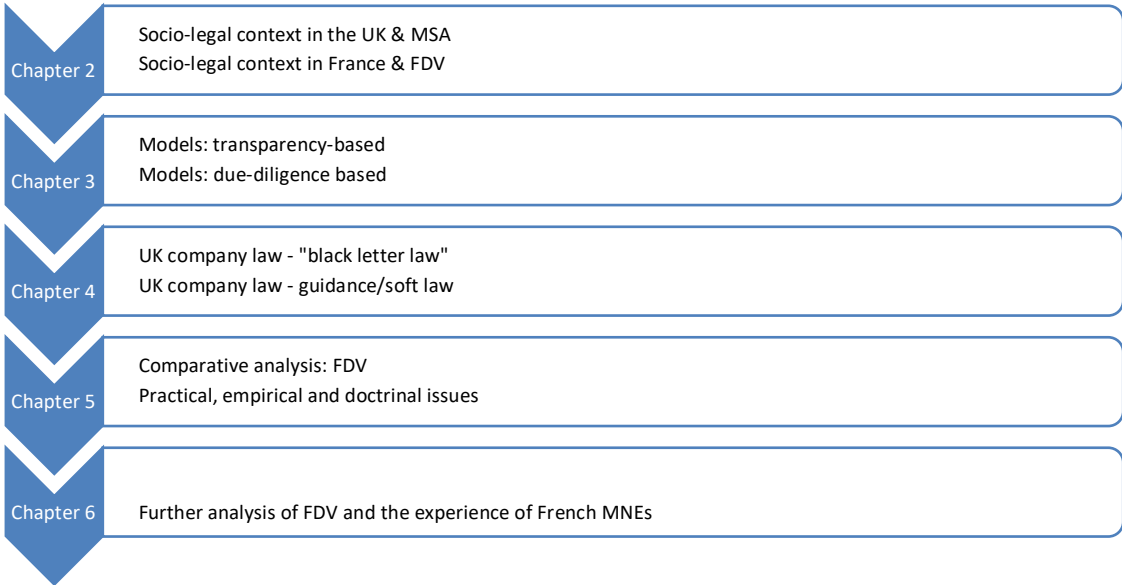 Chapter 2
Socio-legal context in the UK & MSA
Socio-legal context in France & FDV
Chapter 3
Models: transparency-based
Models: due-diligence based
Chapter 4
UK company law - "black letter law"
UK company law - guidance/soft law
Chapter 5
Comparative analysis: FDV
Practical, empirical and doctrinal issues
Chapter 6
Further analysis of FDV and the experience of French MNEs